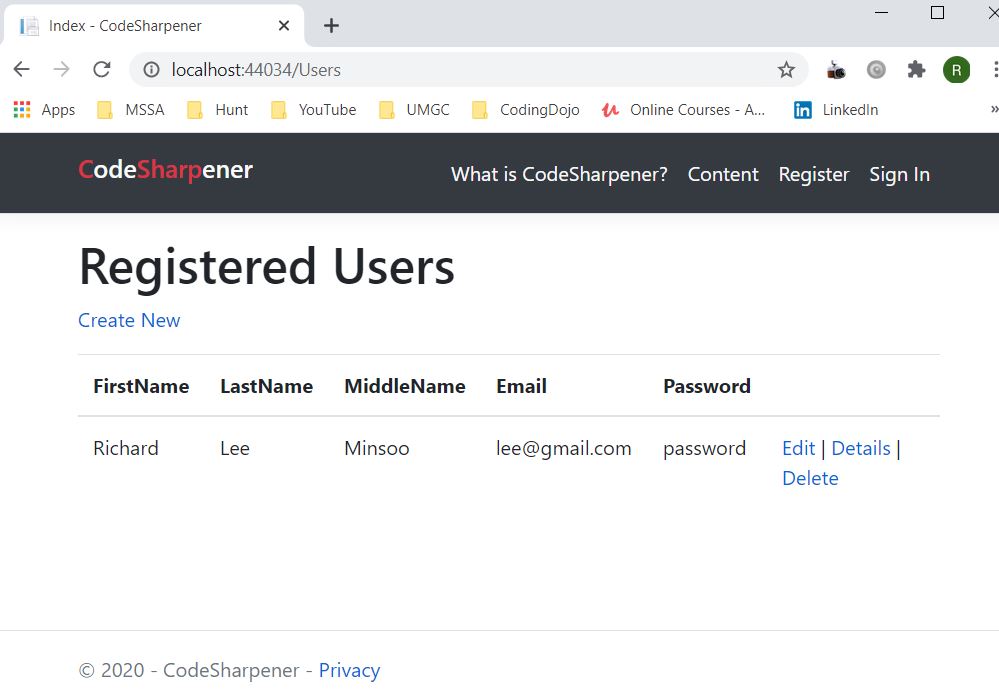 Index - CodeSharpener
localhost:44034/Users
R
Apps MSSA Hunt YouTube UMGC CodingDojo Online Courses - A... LinkedIn »
CodeSharpener What is CodeSharpener? Content Register Sign In
Registered Users
Create New
FirstName LastName MiddleName Email Password
Richard Lee Minsoo lee@gmail.com password Edit | Details |
Delete
© 2020 - CodeSharpener - Privacy